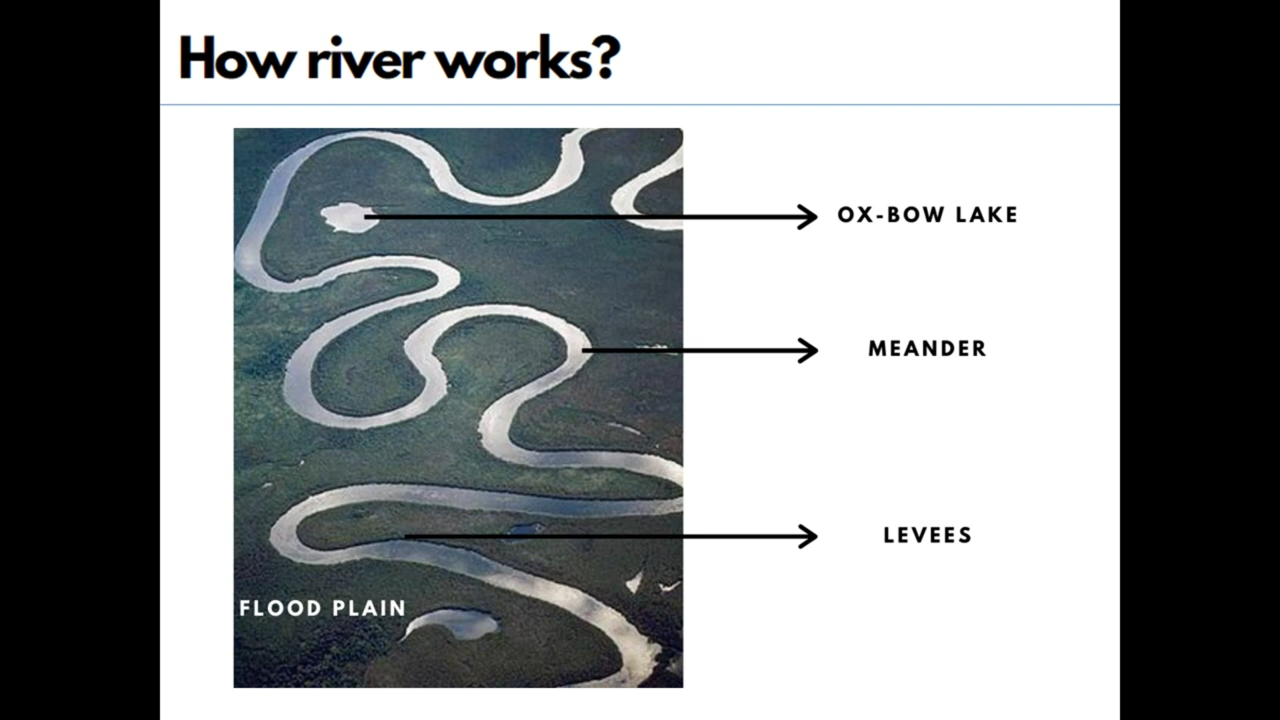 How river works?
OX-BOW LAKE
MEANDER
LEVEES
FLOOD PLAIN